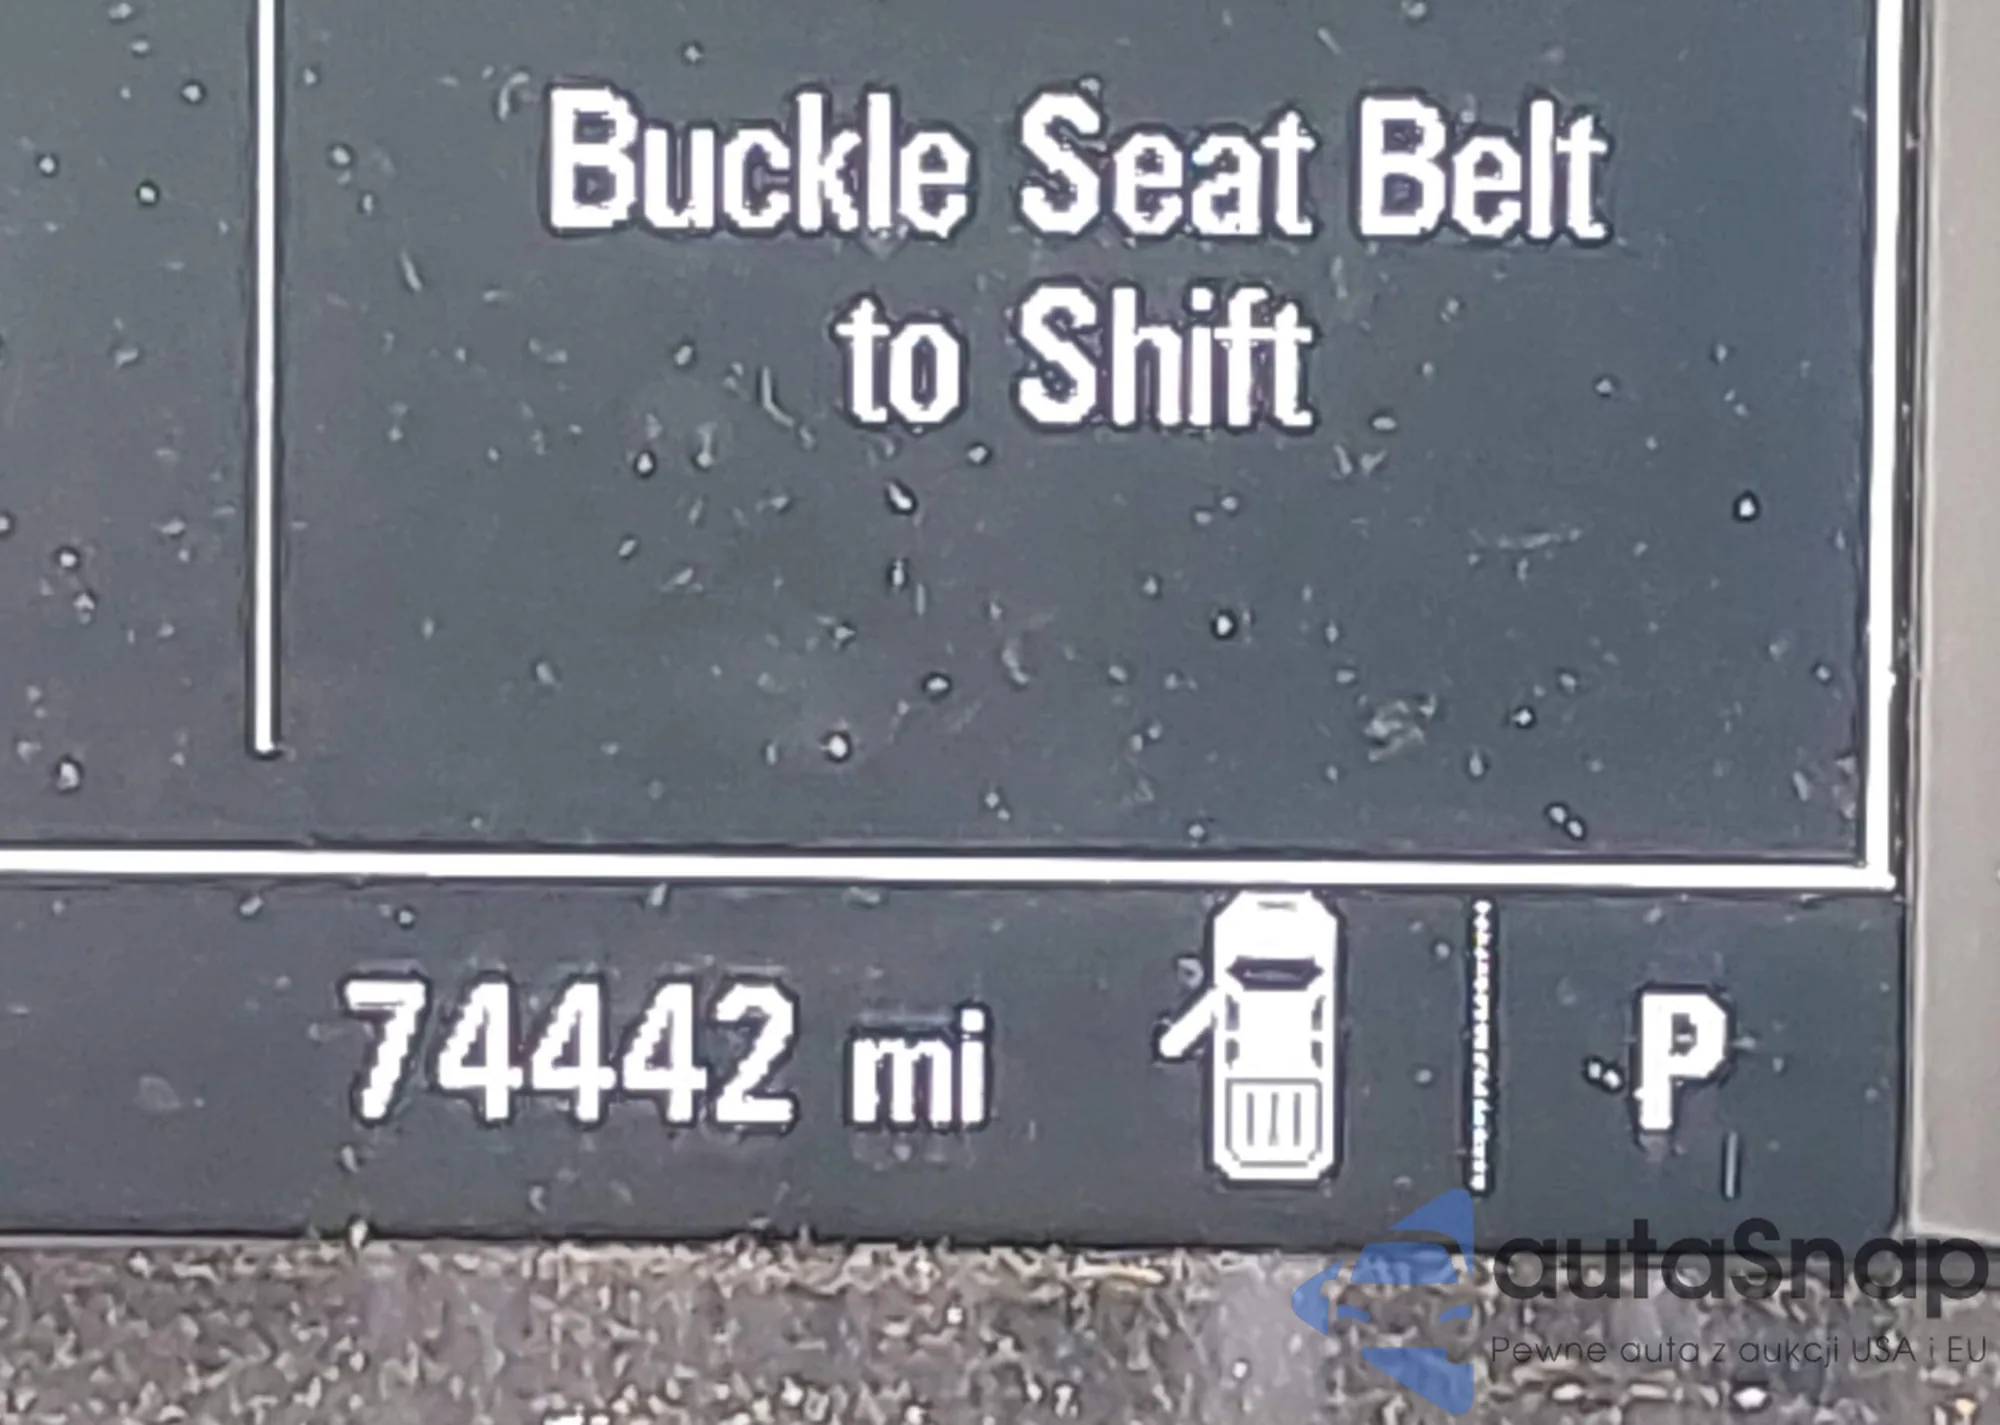 Buckle Seat Belt
to Shift
74442 mi
P
autaSnap
Pewne auta z aukcji USA i EU